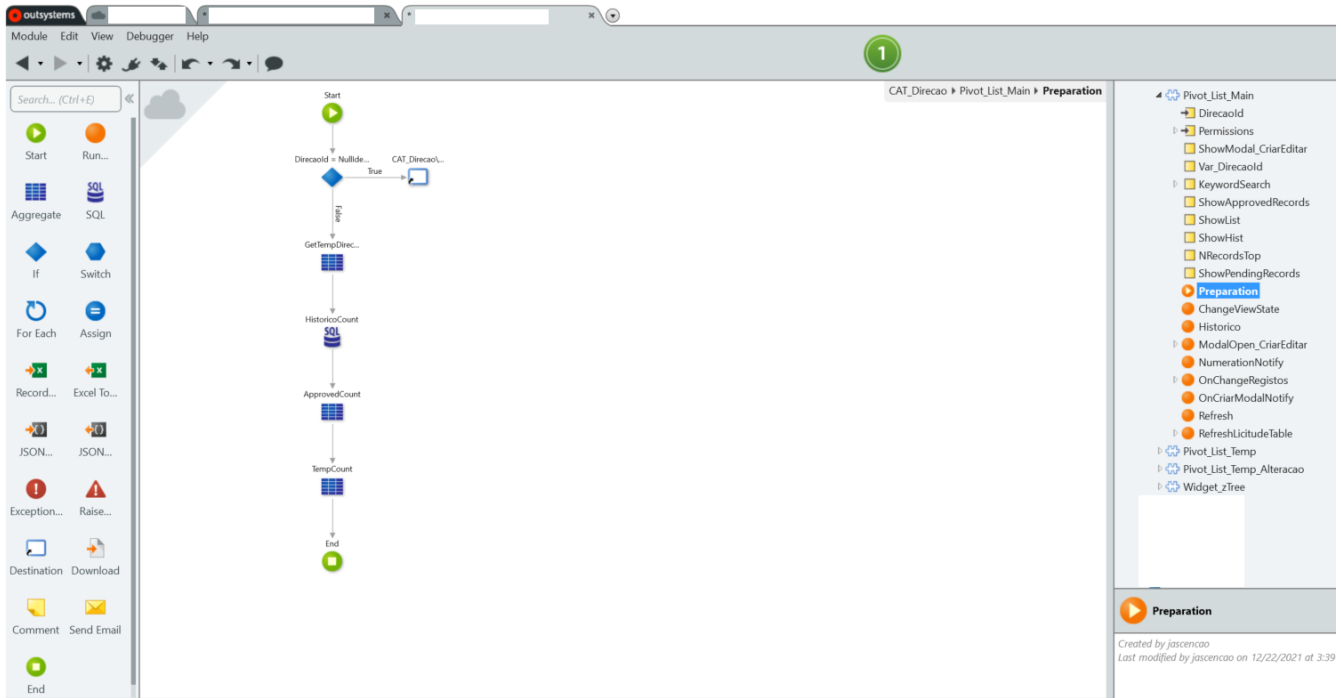 outsystems
*
×
*
×
Module Edit View Debugger Help
1
Search... (Ctrl+E)
Start
Run...
Aggregate
SQL
SQL
If
Switch
For Each
Assign
Record...
Excel To...
JSON...
JSON...
Exception...
Raise...
Destination
Download
Comment
Send Email
End
CAT_Direcao Pivot_List_Main Preparation
Start
DirecaoId = NullIde...
CAT_Direcao\...
True
False
GetTempDirec...
HistoricoCount
SQL
ApprovedCount
TempCount
End
Pivot_List_Main
DirecaoId
Permissions
ShowModal_CriarEditar
Var_DirecaoId
KeywordSearch
ShowApprovedRecords
ShowList
ShowHist
NRecordsTop
ShowPendingRecords
Preparation
ChangeViewState
Historico
ModalOpen_CriarEditar
NumerationNotify
OnChangeRegistos
OnCriarModalNotify
Refresh
RefreshLicitudeTable
Pivot_List_Temp
Pivot_List_Temp_Alteracao
Widget_zTree
Preparation
Created by jascencao
Last modified by jascencao on 12/22/2021 at 3:39